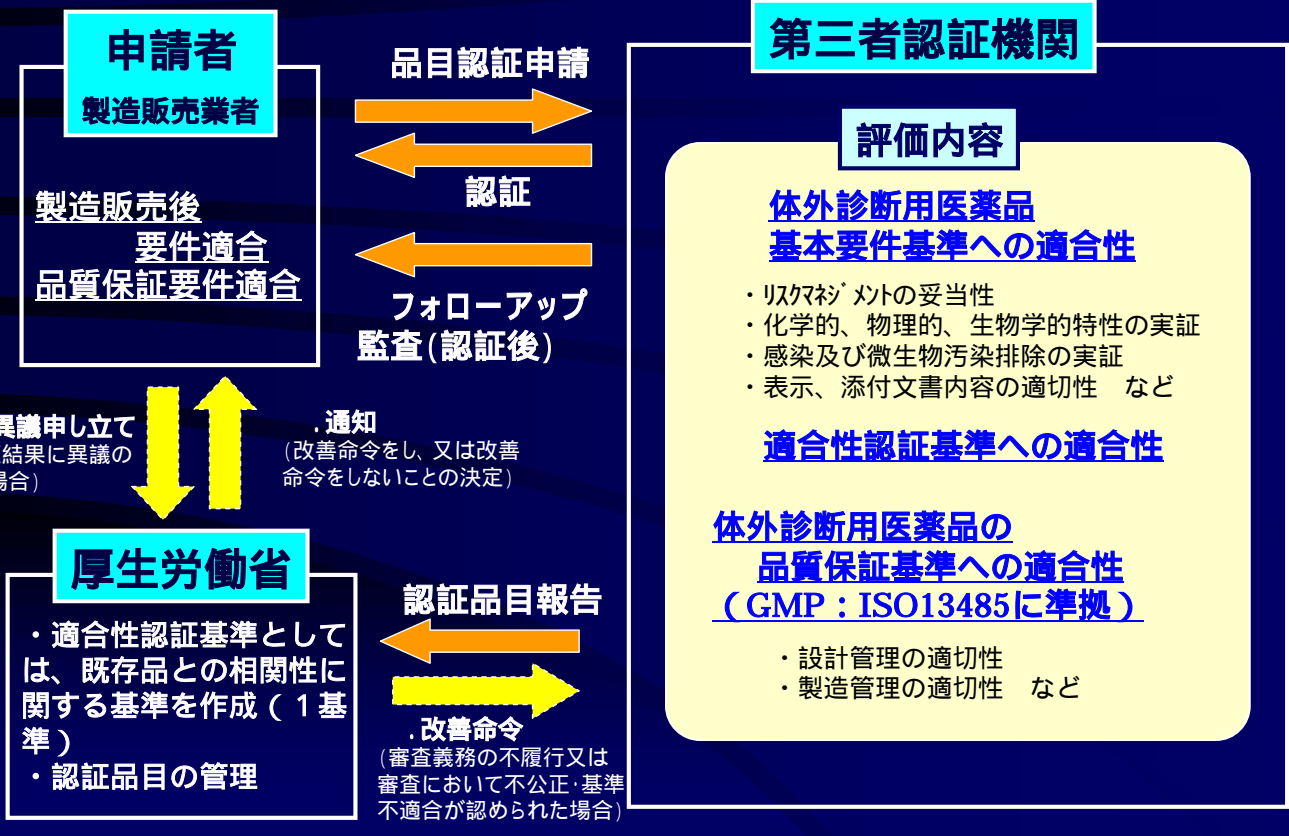 申請者
製造販売業者
製造販売後
要件適合
品質保証要件適合
品目認証申請
認証
フォローアップ
監査(認証後)
第三者認証機関
評価内容
体外診断用医薬品
基本要件基準への適合性
・リスクマネジメントの妥当性
・化学的、物理的、生物学的特性の実証
・感染及び微生物汚染排除の実証
・表示、添付文書内容の適切性　など
適合性認証基準への適合性
体外診断用医薬品の
品質保証基準への適合性
(GMP:ISO13485に準拠)
・設計管理の適切性
・製造管理の適切性　など
異議申し立て
結果に異議の
場合)
.通知
(改善命令をし、又は改善
命令をしないことの決定)
厚生労働省
・適合性認証基準として
は、既存品との相関性に
関する基準を作成(1基
準)
・認証品目の管理
認証品目報告
.改善命令
(審査義務の不履行又は
審査において不公正・基準
不適合が認められた場合)